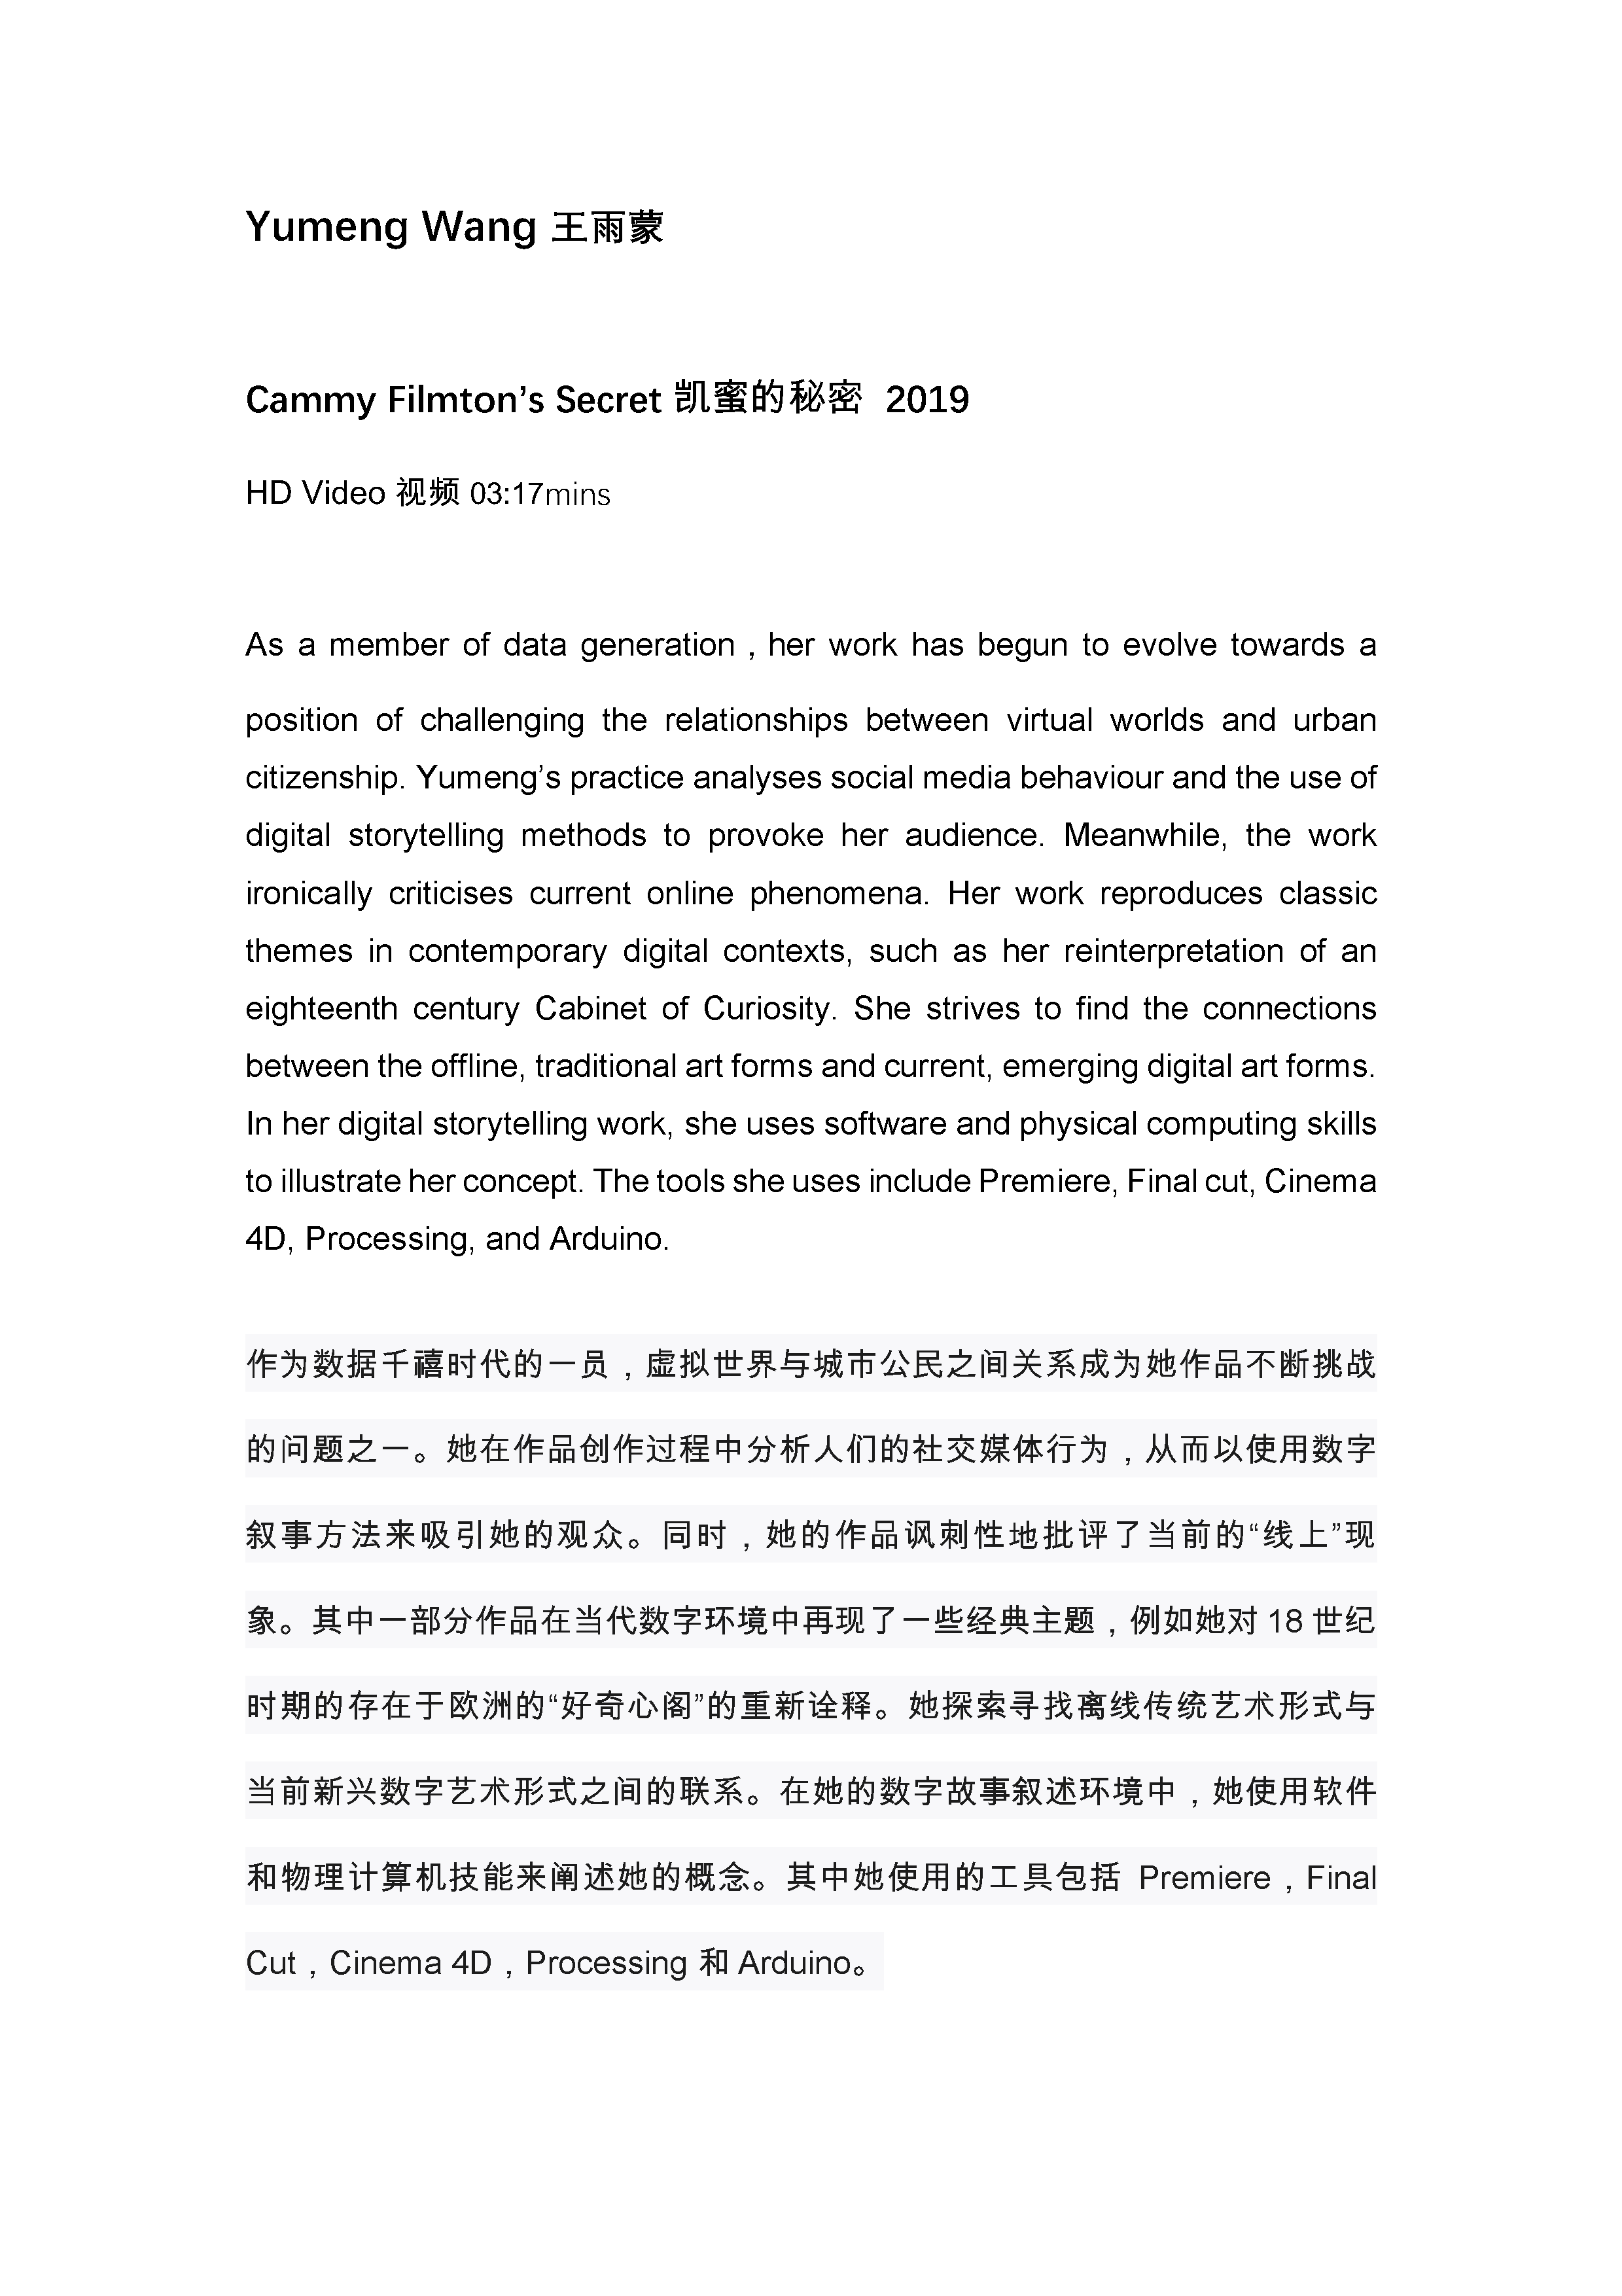 Yumeng Wang 王雨蒙
Cammy Filmton’s Secret 凯蜜的秘密 2019
HD Video 视频 03:17mins
As a member of data generation , her work has begun to evolve towards a
position of challenging the relationships between virtual worlds and urban
citizenship. Yumeng’s practice analyses social media behaviour and the use of
digital storytelling methods to provoke her audience. Meanwhile, the work
ironically criticises current online phenomena. Her work reproduces classic
themes in contemporary digital contexts, such as her reinterpretation of an
eighteenth century Cabinet of Curiosity. She strives to find the connections
between the offline, traditional art forms and current, emerging digital art forms.
In her digital storytelling work, she uses software and physical computing skills
to illustrate her concept. The tools she uses include Premiere, Final cut, Cinema
4D, Processing, and Arduino.
作为数据千禧时代的一员，虚拟世界与城市公民之间关系成为她作品不断挑战
的问题之一。她在作品创作过程中分析人们的社交媒体行为，从而以使用数字
叙事方法来吸引她的观众。同时，她的作品讽刺性地批评了当前的“线上”现
象。其中一部分作品在当代数字环境中再现了一些经典主题，例如她对 18 世纪
时期的存在于欧洲的“好奇心阁”的重新诠释。她探索寻找离线传统艺术形式与
当前新兴数字艺术形式之间的联系。在她的数字故事叙述环境中，她使用软件
和物理计算机技能来阐述她的概念。其中她使用的工具包括 Premiere，Final
Cut，Cinema 4D，Processing 和 Arduino。